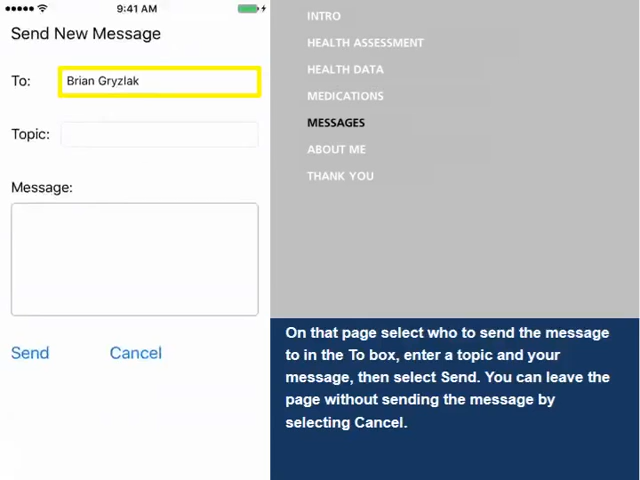 9:41 AM
Send New Message
To: Brian Gryzlak
Topic:
Message:
Send Cancel
INTRO
HEALTH ASSESSMENT
HEALTH DATA
MEDICATIONS
MESSAGES
ABOUT ME
THANK YOU
On that page select who to send the message
to in the To box, enter a topic and your
message, then select Send. You can leave the
page without sending the message by
selecting Cancel.